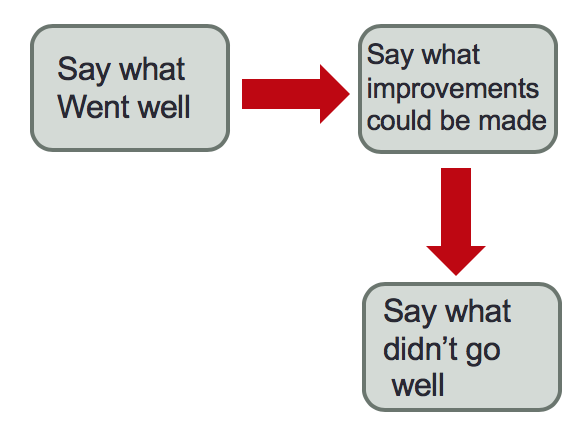 Say what
Went well
Say what
improvements
could be made
Say what
didn’t go
well